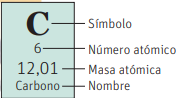 C Símbolo
6 Número atómico
12,01 Masa atómica
Carbono Nombre